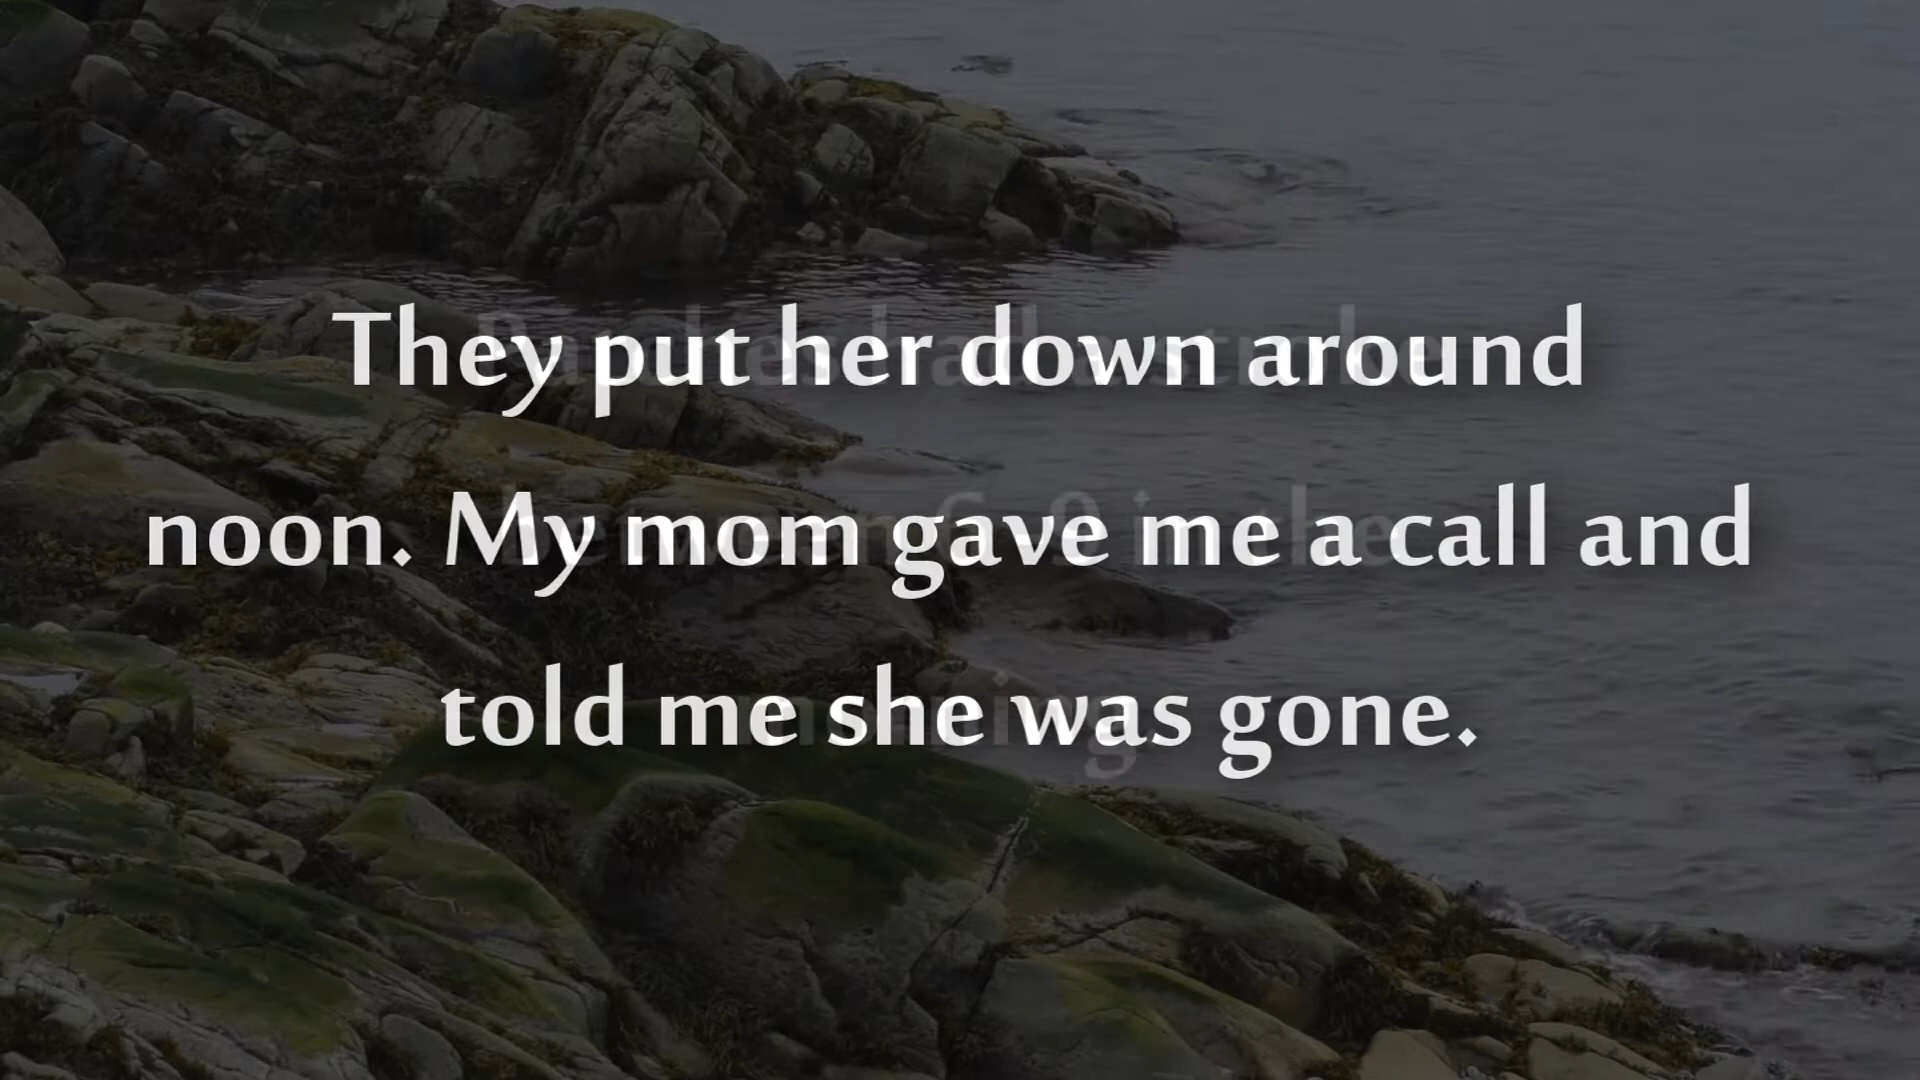 They put her down around
noon. My mom gave me a call and
told me she was gone.